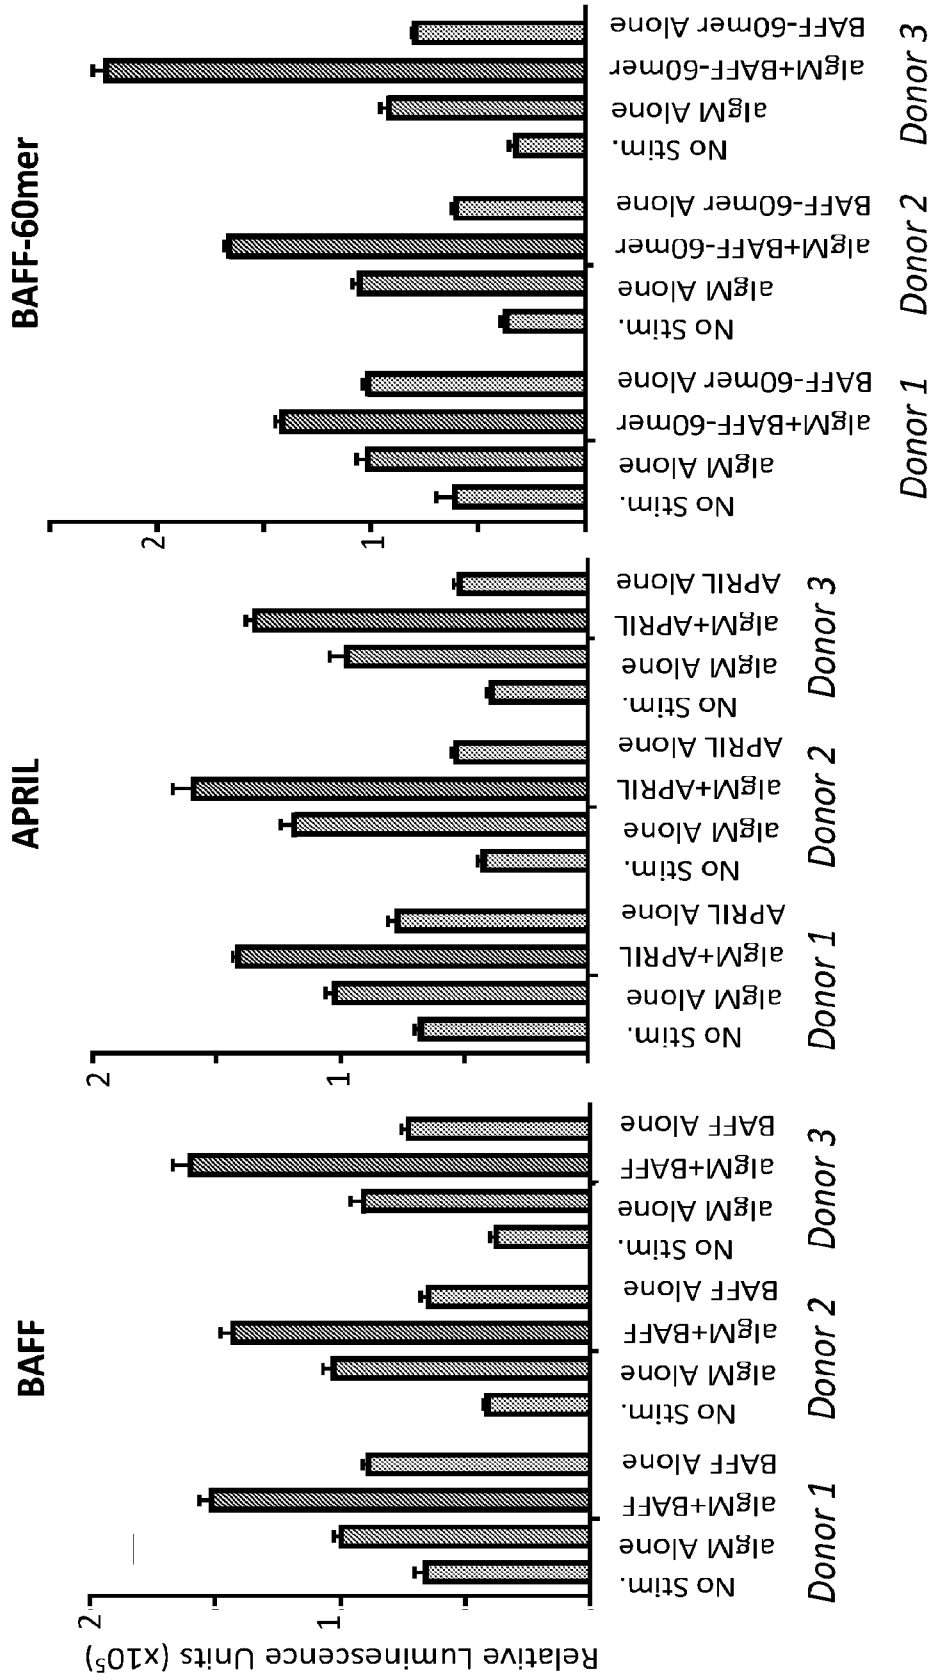 BAFF
Relative Luminescence Units (x10⁵)
2
1
No Stim.
aIgM Alone
aIgM+BAFF
BAFF Alone
No Stim.
aIgM Alone
aIgM+BAFF
BAFF Alone
No Stim.
aIgM Alone
aIgM+BAFF
BAFF Alone
Donor 1
Donor 2
Donor 3
APRIL
2
1
No Stim.
aIgM Alone
aIgM+APRIL
APRIL Alone
No Stim.
aIgM Alone
aIgM+APRIL
APRIL Alone
No Stim.
aIgM Alone
aIgM+APRIL
APRIL Alone
Donor 1
Donor 2
Donor 3
BAFF-60mer
2
1
No Stim.
aIgM Alone
aIgM+BAFF-60mer
BAFF-60mer Alone
No Stim.
aIgM Alone
aIgM+BAFF-60mer
BAFF-60mer Alone
No Stim.
aIgM Alone
aIgM+BAFF-60mer
BAFF-60mer Alone
Donor 1
Donor 2
Donor 3